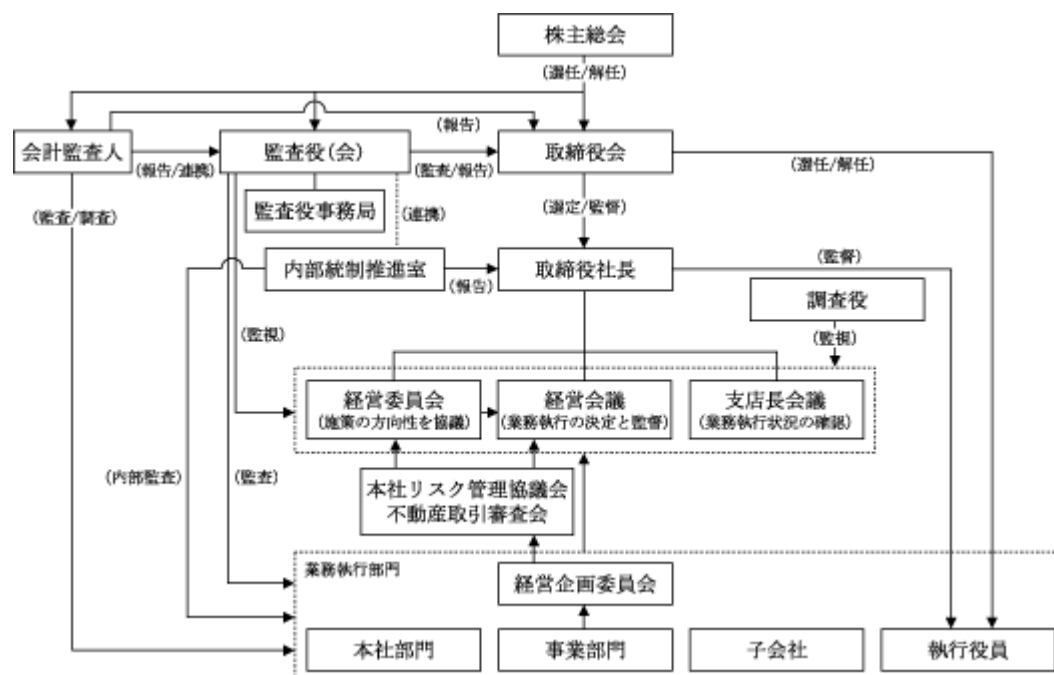 株主総会
(選任/解任)
会計監査人
(報告/連携)
監査役(会)
(報告)
(監査/報告)
取締役会
(選任/解任)
(監査/調査)
監査役事務局
(連携)
(選定/監督)
内部統制推進室
(報告)
取締役社長
(監督)
調査役
(監視)
(監視)
経営委員会
(施策の方向性を協議)
経営会議
(業務執行の決定と監督)
支店長会議
(業務執行状況の確認)
(内部監査)
(監査)
本社リスク管理協議会
不動産取引審査会
業務執行部門
経営企画委員会
本社部門
事業部門
子会社
執行役員